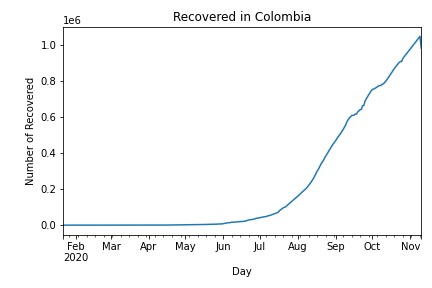 Recovered in Colombia
1e6
1.0
0.8
0.6
0.4
0.2
0.0
Number of Recovered
Feb Mar Apr May Jun Jul Aug Sep Oct Nov
2020
Day